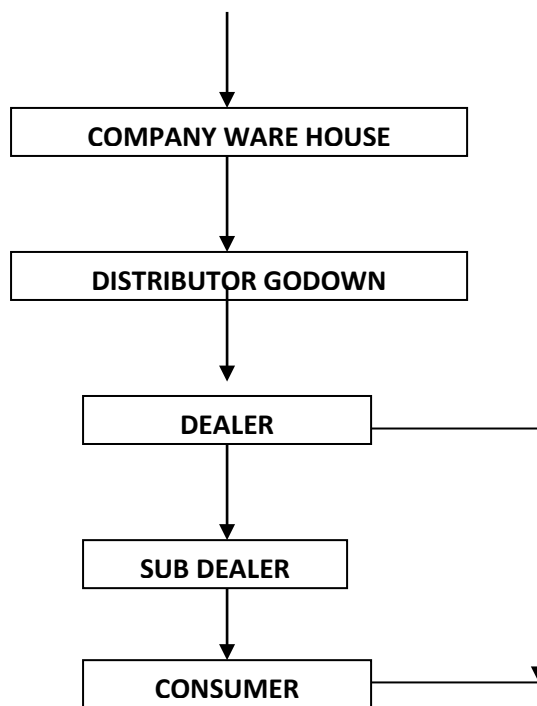 COMPANY WARE HOUSE
DISTRIBUTOR GODOWN
DEALER
SUB DEALER
CONSUMER